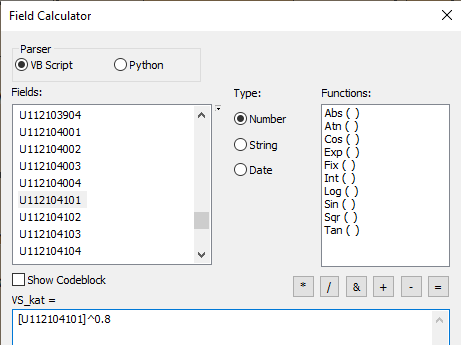 Field Calculator
Parser
VB Script
Python
Fields:
U112103904
U112104001
U112104002
U112104003
U112104004
U112104101
U112104102
U112104103
U112104104
Type:
Number
String
Date
Functions:
Abs ( )
Atn ( )
Cos ( )
Exp ( )
Fix ( )
Int ( )
Log ( )
Sin ( )
Sqr ( )
Tan ( )
Show Codeblock
* / & + - =
VS_kat =
[U112104101]^0.8